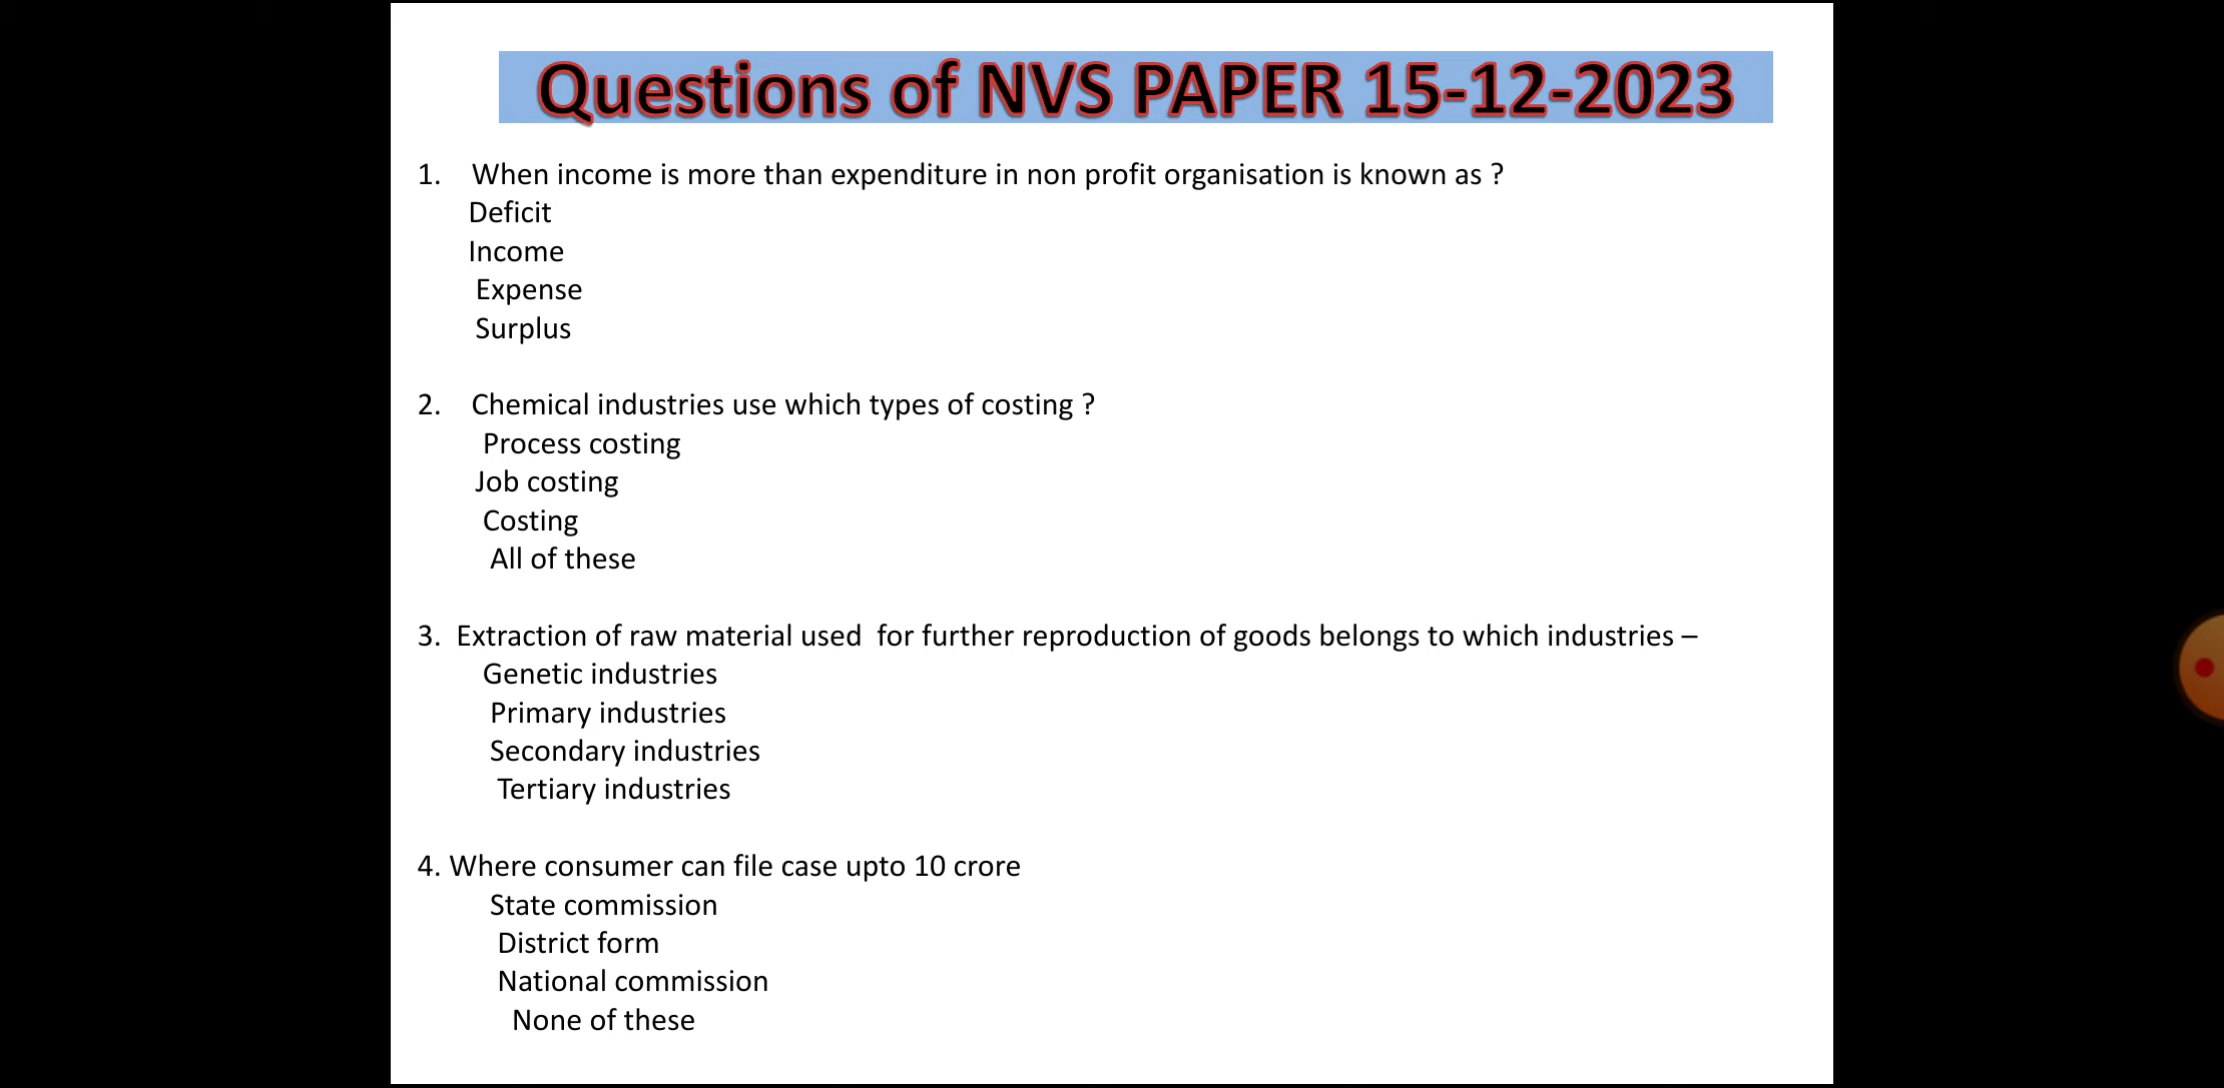 Questions of NVS PAPER 15-12-2023
1. When income is more than expenditure in non profit organisation is known as ?
Deficit
Income
Expense
Surplus
2. Chemical industries use which types of costing ?
Process costing
Job costing
Costing
All of these
3. Extraction of raw material used for further reproduction of goods belongs to which industries –
Genetic industries
Primary industries
Secondary industries
Tertiary industries
4. Where consumer can file case upto 10 crore
State commission
District form
National commission
None of these